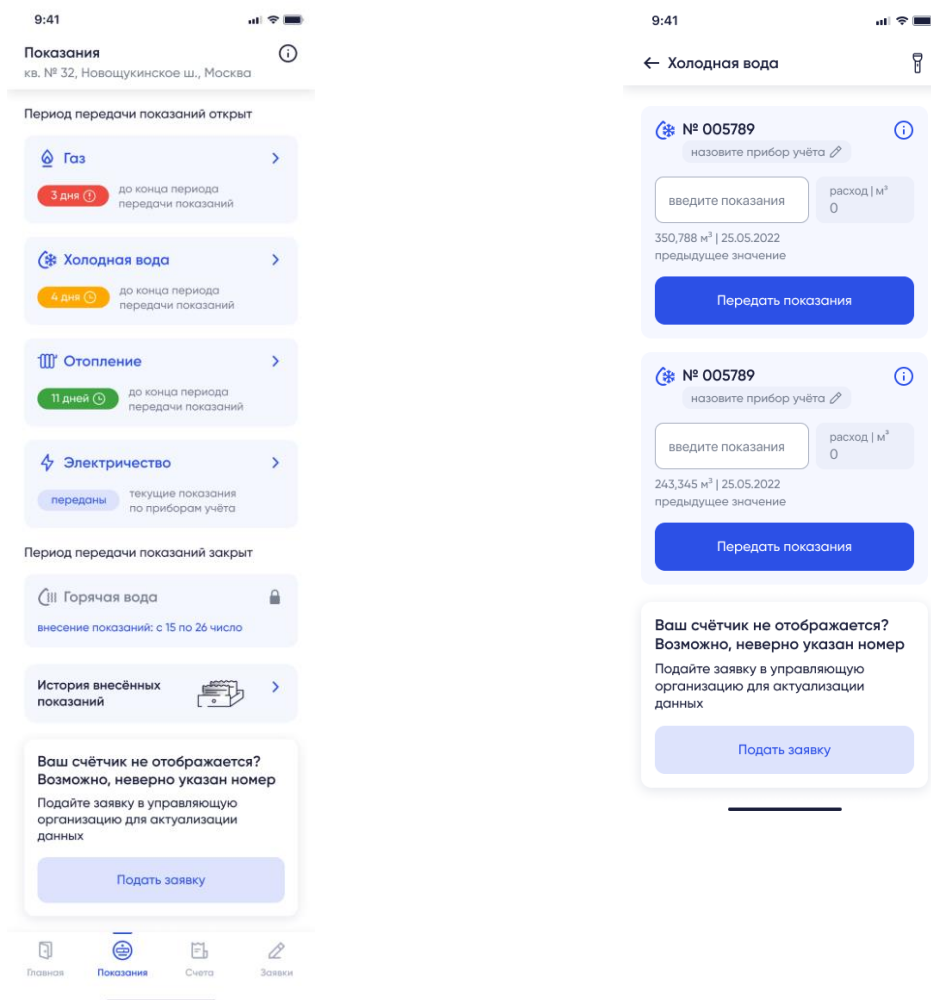 9:41
Показания
кв. № 32, Новощукинское ш., Москва
Период передачи показаний открыт
Газ
3 дня
до конца периода
передачи показаний
Холодная вода
4 дня
до конца периода
передачи показаний
Отопление
11 дней
до конца периода
передачи показаний
Электричество
переданы
текущие показания
по приборам учёта
Период передачи показаний закрыт
Горячая вода
внесение показаний: с 15 по 26 число
История внесённых
показаний
Ваш счётчик не отображается?
Возможно, неверно указан номер
Подайте заявку в управляющую
организацию для актуализации
данных
Подать заявку
Главная
Показания
Счета
Заявки
9:41
Холодная вода
№ 005789
назовите прибор учёта
введите показания
расход | м³
0
350,788 м³ | 25.05.2022
предыдущее значение
Передать показания
№ 005789
назовите прибор учёта
введите показания
расход | м³
0
243,345 м³ | 25.05.2022
предыдущее значение
Передать показания
Ваш счётчик не отображается?
Возможно, неверно указан номер
Подайте заявку в управляющую
организацию для актуализации
данных
Подать заявку